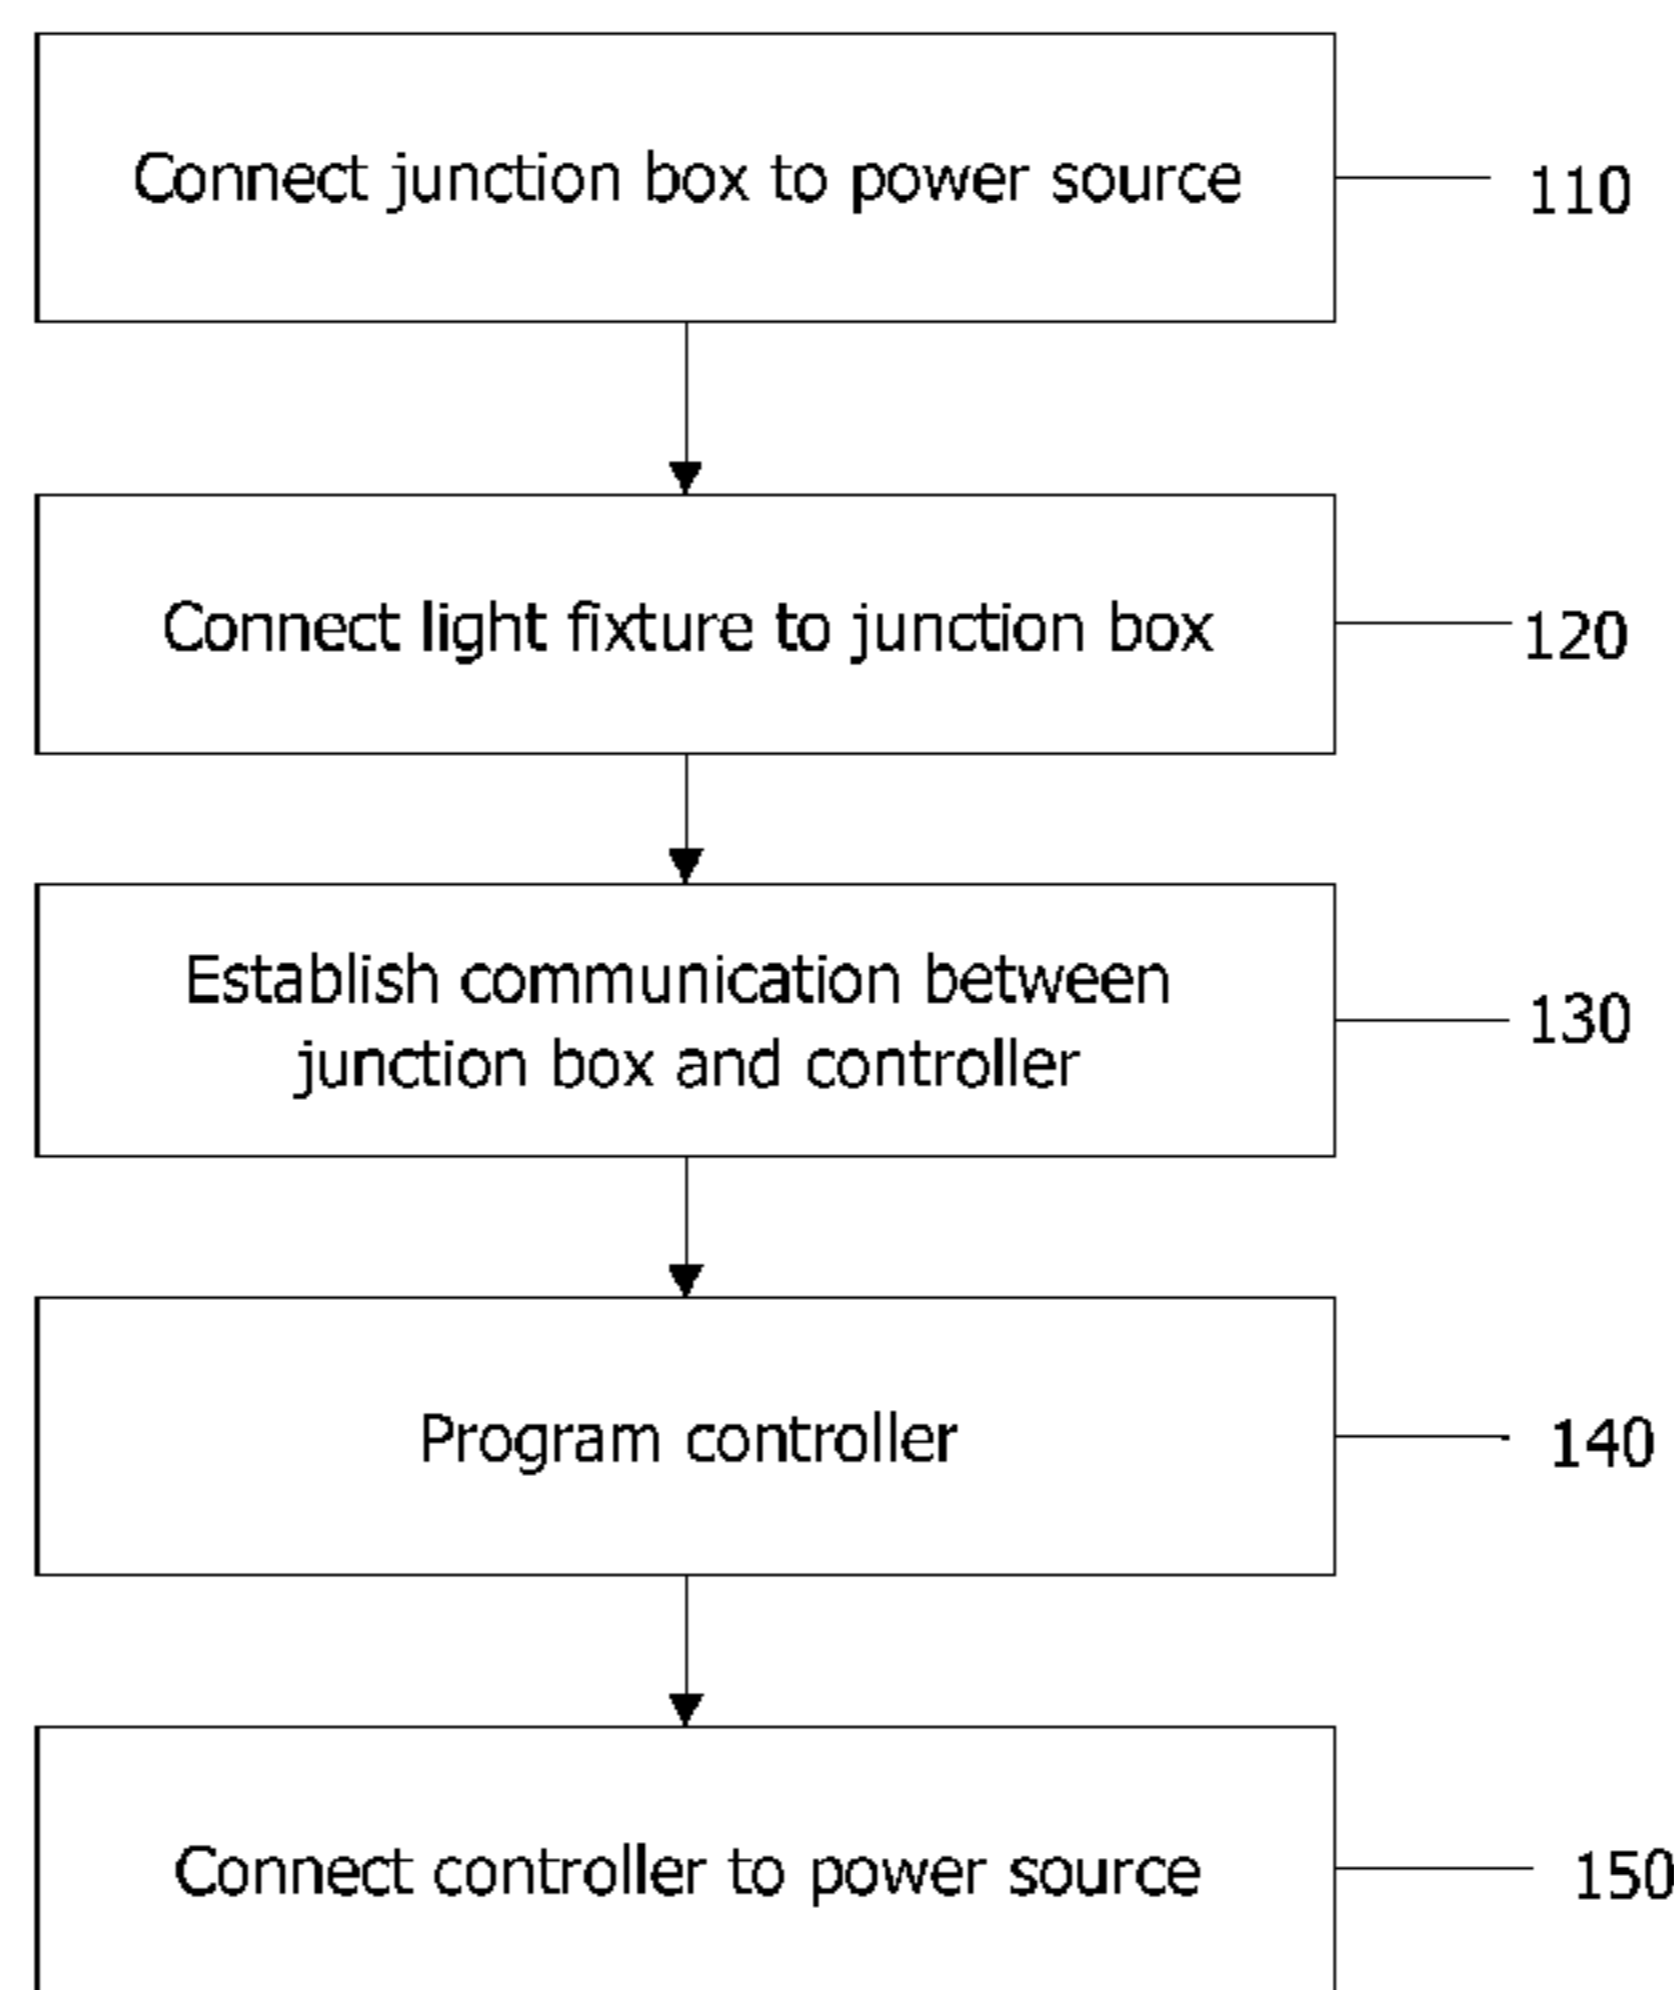 Connect junction box to power source
110
Connect light fixture to junction box
120
Establish communication between
junction box and controller
130
Program controller
140
Connect controller to power source
150